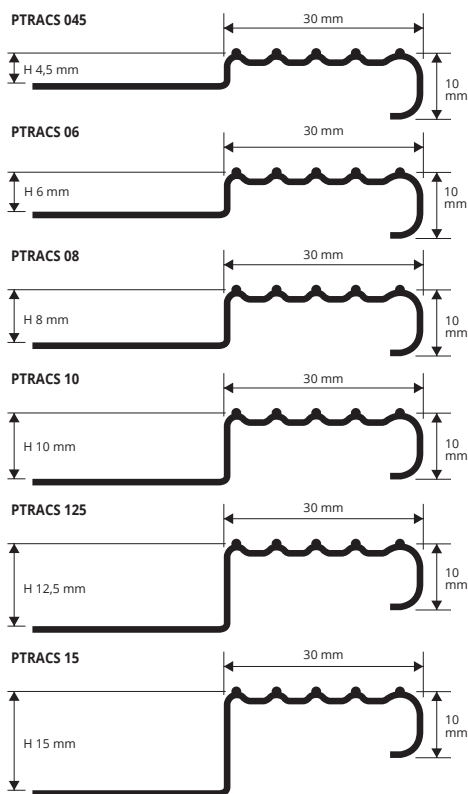 PTRACS 045
30 mm
H 4,5 mm
10
mm
PTRACS 06
30 mm
H 6 mm
10
mm
PTRACS 08
30 mm
H 8 mm
10
mm
PTRACS 10
30 mm
H 10 mm
10
mm
PTRACS 125
30 mm
H 12,5 mm
10
mm
PTRACS 15
30 mm
H 15 mm
10
mm